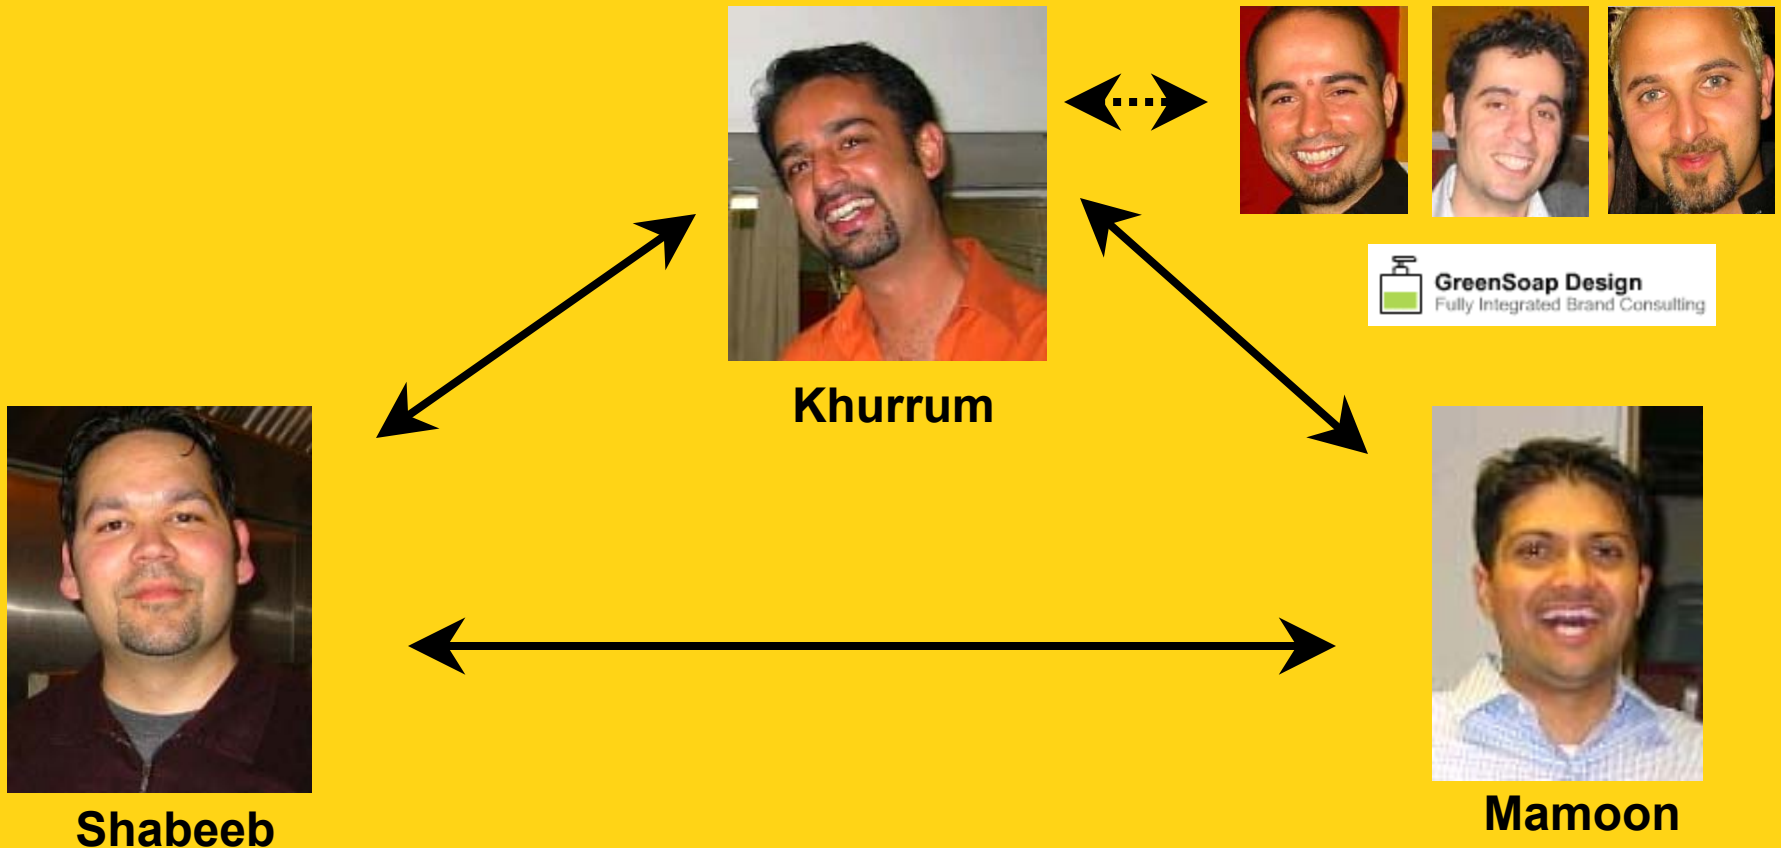 GreenSoap Design
Fully Integrated Brand Consulting
Khurrum
Shabeeb
Mamoon